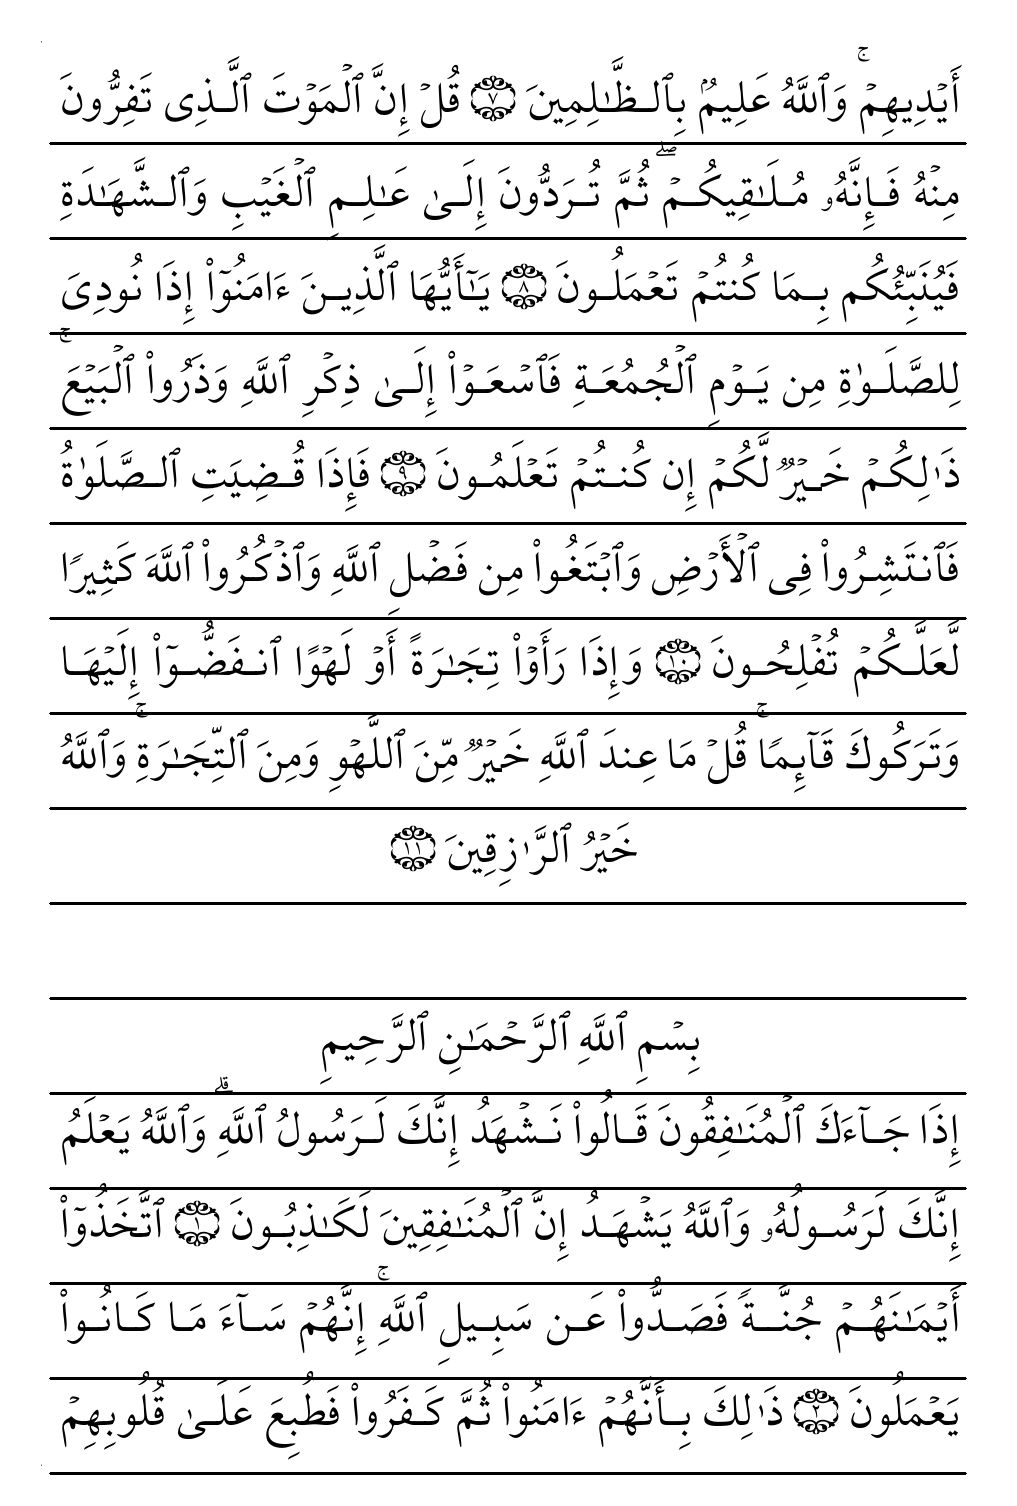 أَيْدِيهِمْ ۚ وَٱللَّهُ عَلِيمٌۢ بِٱلظَّـٰلِمِينَ ۝٧ قُلْ إِنَّ ٱلْمَوْتَ ٱلَّذِى تَفِرُّونَ
مِنْهُ فَإِنَّهُۥ مُلَـٰقِيكُمْ ۖ ثُمَّ تُرَدُّونَ إِلَىٰ عَـٰلِمِ ٱلْغَيْبِ وَٱلشَّهَـٰدَةِ
فَيُنَبِّئُكُم بِمَا كُنتُمْ تَعْمَلُونَ ۝٨ يَـٰٓأَيُّهَا ٱلَّذِينَ ءَامَنُوٓا۟ إِذَا نُودِىَ
لِلصَّلَوٰةِ مِن يَوْمِ ٱلْجُمُعَةِ فَٱسْعَوْا۟ إِلَىٰ ذِكْرِ ٱللَّهِ وَذَرُوا۟ ٱلْبَيْعَ ۚ
ذَٰلِكُمْ خَيْرٌۭ لَّكُمْ إِن كُنتُمْ تَعْلَمُونَ ۝٩ فَإِذَا قُضِيَتِ ٱلصَّلَوٰةُ
فَٱنتَشِرُوا۟ فِى ٱلْأَرْضِ وَٱبْتَغُوا۟ مِن فَضْلِ ٱللَّهِ وَٱذْكُرُوا۟ ٱللَّهَ كَثِيرًۭا
لَّعَلَّكُمْ تُفْلِحُونَ ۝١٠ وَإِذَا رَأَوْا۟ تِجَـٰرَةً أَوْ لَهْوًا ٱنفَضُّوٓا۟ إِلَيْهَا
وَتَرَكُوكَ قَآئِمًۭا ۚ قُلْ مَا عِندَ ٱللَّهِ خَيْرٌۭ مِّنَ ٱللَّهْوِ وَمِنَ ٱلتِّجَـٰرَةِ ۚ وَٱللَّهُ
خَيْرُ ٱلرَّٰزِقِينَ ۝١١
بِسْمِ ٱللَّهِ ٱلرَّحْمَـٰنِ ٱلرَّحِيمِ
إِذَا جَآءَكَ ٱلْمُنَـٰفِقُونَ قَالُوا۟ نَشْهَدُ إِنَّكَ لَرَسُولُ ٱللَّهِ ۗ وَٱللَّهُ يَعْلَمُ
إِنَّكَ لَرَسُولُهُۥ وَٱللَّهُ يَشْهَدُ إِنَّ ٱلْمُنَـٰفِقِينَ لَكَـٰذِبُونَ ۝١ ٱتَّخَذُوٓا۟
أَيْمَـٰنَهُمْ جُنَّةًۭ فَصَدُّوا۟ عَن سَبِيلِ ٱللَّهِ ۚ إِنَّهُمْ سَآءَ مَا كَانُوا۟
يَعْمَلُونَ ۝٢ ذَٰلِكَ بِأَنَّهُمْ ءَامَنُوا۟ ثُمَّ كَفَرُوا۟ فَطُبِعَ عَلَىٰ قُلُوبِهِمْ